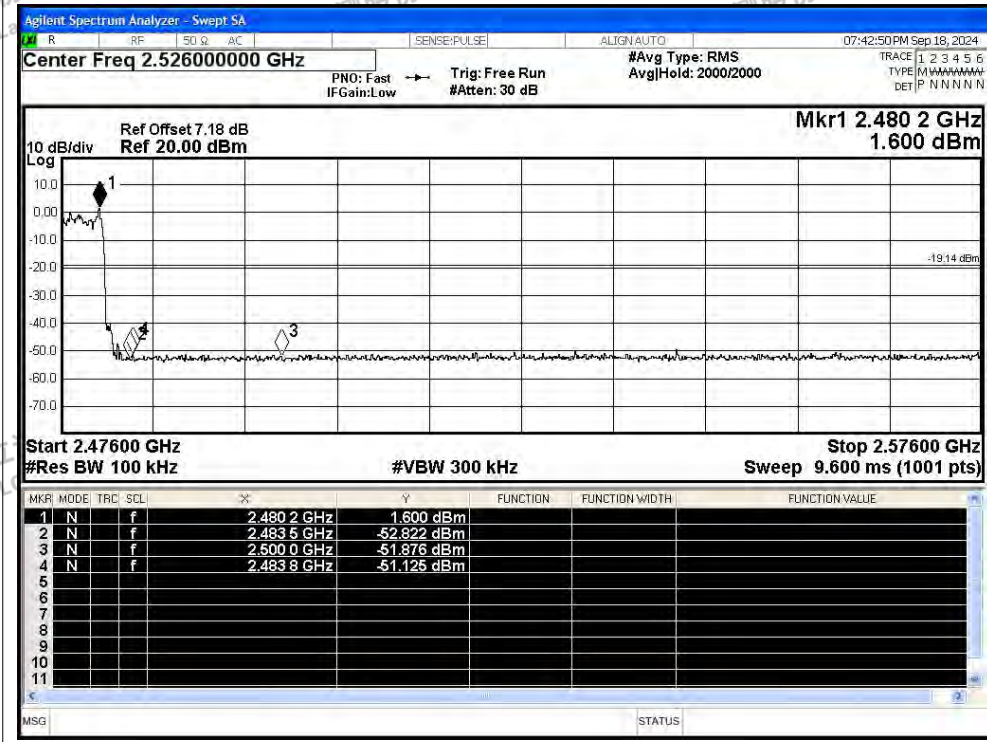 Agilent Spectrum Analyzer - Swept SA
R RF 50 Ω AC SENSE:PULSE ALIGN AUTO 07:42:50 PM Sep 18, 2024
Center Freq 2.526000000 GHz
PNO: Fast
IFGain:Low
Trig: Free Run
#Atten: 30 dB
#Avg Type: RMS
Avg|Hold: 2000/2000
TRACE 1 2 3 4 5 6
TYPE M W W W W W
DET P N N N N N
Mkr1 2.480 2 GHz
1.600 dBm
Ref Offset 7.18 dB
10 dB/div Ref 20.00 dBm
Log
10.0
0.00
-10.0
-20.0
-30.0
-40.0
-50.0
-60.0
-70.0
1
-19.14 dBm
2
4
3
Start 2.47600 GHz Stop 2.57600 GHz
#Res BW 100 kHz #VBW 300 kHz Sweep 9.600 ms (1001 pts)
MKR MODE TRC SCL X Y FUNCTION FUNCTION WIDTH FUNCTION VALUE
1 N f 2.480 2 GHz 1.600 dBm
2 N f 2.483 5 GHz -52.822 dBm
3 N f 2.500 0 GHz -51.876 dBm
4 N f 2.483 8 GHz -51.125 dBm
5
6
7
8
9
10
11
MSG STATUS